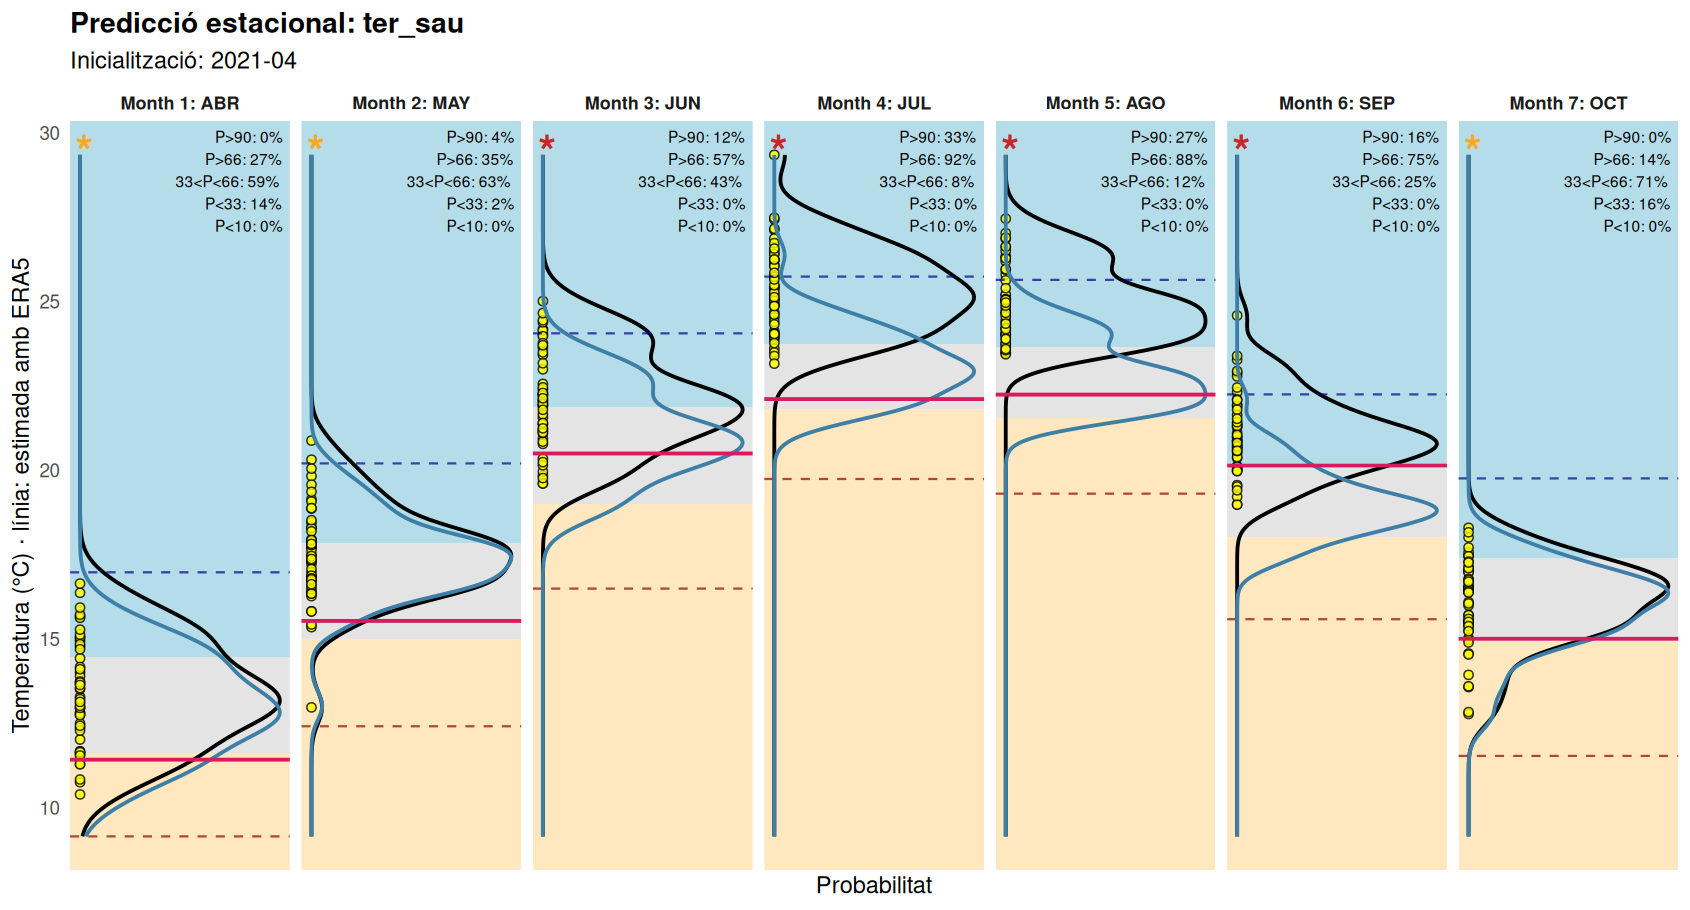 Predicció estacional: ter_sau
Inicialització: 2021-04
Month 1: ABR
Month 2: MAY
Month 3: JUN
Month 4: JUL
Month 5: AGO
Month 6: SEP
Month 7: OCT
P>90: 0%
P>66: 27%
33<P<66: 59%
P<33: 14%
P<10: 0%
P>90: 4%
P>66: 35%
33<P<66: 63%
P<33: 2%
P<10: 0%
P>90: 12%
P>66: 57%
33<P<66: 43%
P<33: 0%
P<10: 0%
P>90: 33%
P>66: 92%
33<P<66: 8%
P<33: 0%
P<10: 0%
P>90: 27%
P>66: 88%
33<P<66: 12%
P<33: 0%
P<10: 0%
P>90: 16%
P>66: 75%
33<P<66: 25%
P<33: 0%
P<10: 0%
P>90: 0%
P>66: 14%
33<P<66: 71%
P<33: 16%
P<10: 0%
30
25
20
15
10
Temperatura (°C) · línia: estimada amb ERA5
Probabilitat